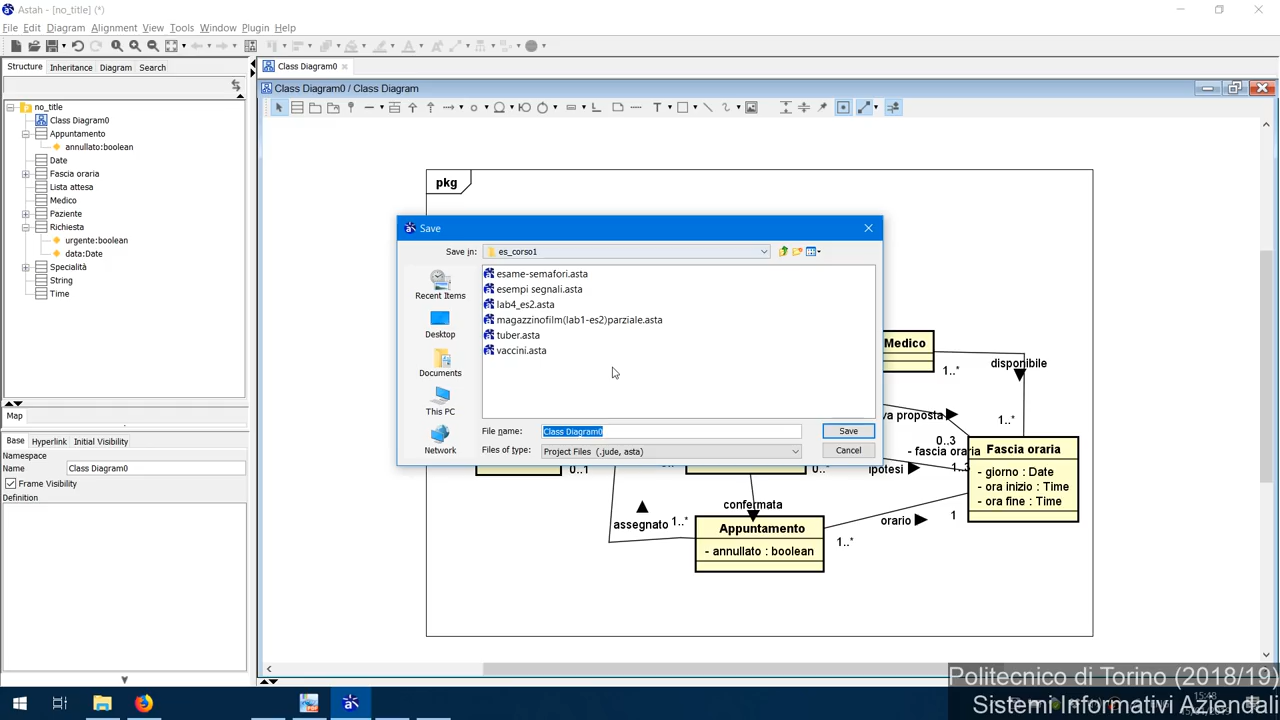 Astah - [no_title] (*)
File Edit Diagram Alignment View Tools Window Plugin Help
Structure Inheritance Diagram Search
Class Diagram0
Class Diagram0 / Class Diagram
no_title
Class Diagram0
Appuntamento
annullato:boolean
Date
Fascia oraria
Lista attesa
Medico
Paziente
Richiesta
urgente:boolean
data:Date
Specialità
String
Time
Map
Base Hyperlink Initial Visibility
Namespace
Name Class Diagram0
Frame Visibility
Definition
pkg
Save
Save in: es_corso1
Recent Items
Desktop
Documents
This PC
Network
esame-semafori.asta
esempi segnali.asta
lab4_es2.asta
magazzinofilm(lab1-es2)parziale.asta
tuber.asta
vaccini.asta
File name: Class Diagram0 Save
Files of type: Project Files (.jude, asta) Cancel
Medico
1..*
disponibile
1..*
va proposta
0..3
- fascia oraria
1..3
ipotesi
0..1
Fascia oraria
- giorno : Date
- ora inizio : Time
- ora fine : Time
confermata
assegnato 1..*
Appuntamento
- annullato : boolean
orario 1
1..*
Politecnico di Torino (2018/19)
Sistemi Informativi Aziendali
15:48